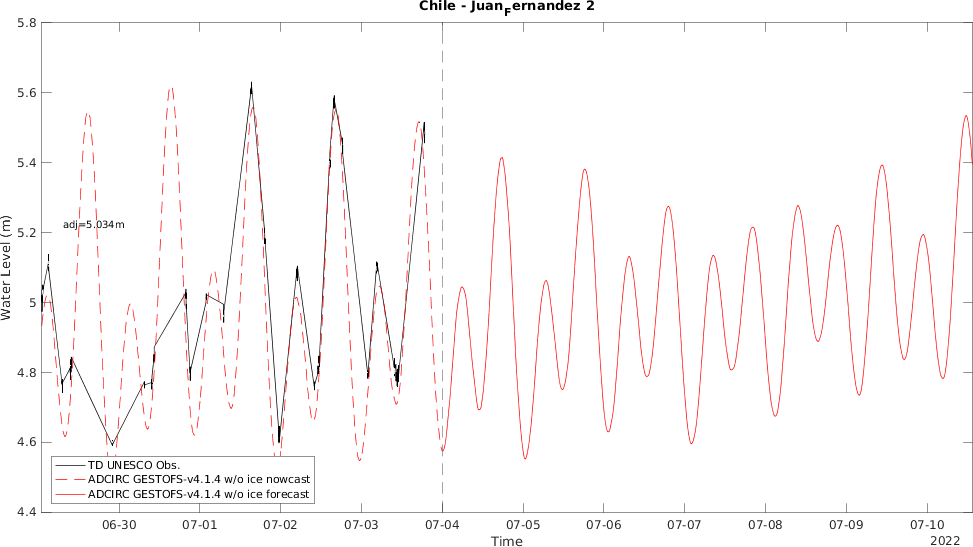 Chile - Juan_Fernandez 2
5.8
5.6
5.4
5.2
5
4.8
4.6
4.4
Water Level (m)
adj=5.034m
TD UNESCO Obs.
ADCIRC GESTOFS-v4.1.4 w/o ice nowcast
ADCIRC GESTOFS-v4.1.4 w/o ice forecast
06-30 07-01 07-02 07-03 07-04 07-05 07-06 07-07 07-08 07-09 07-10
Time
2022